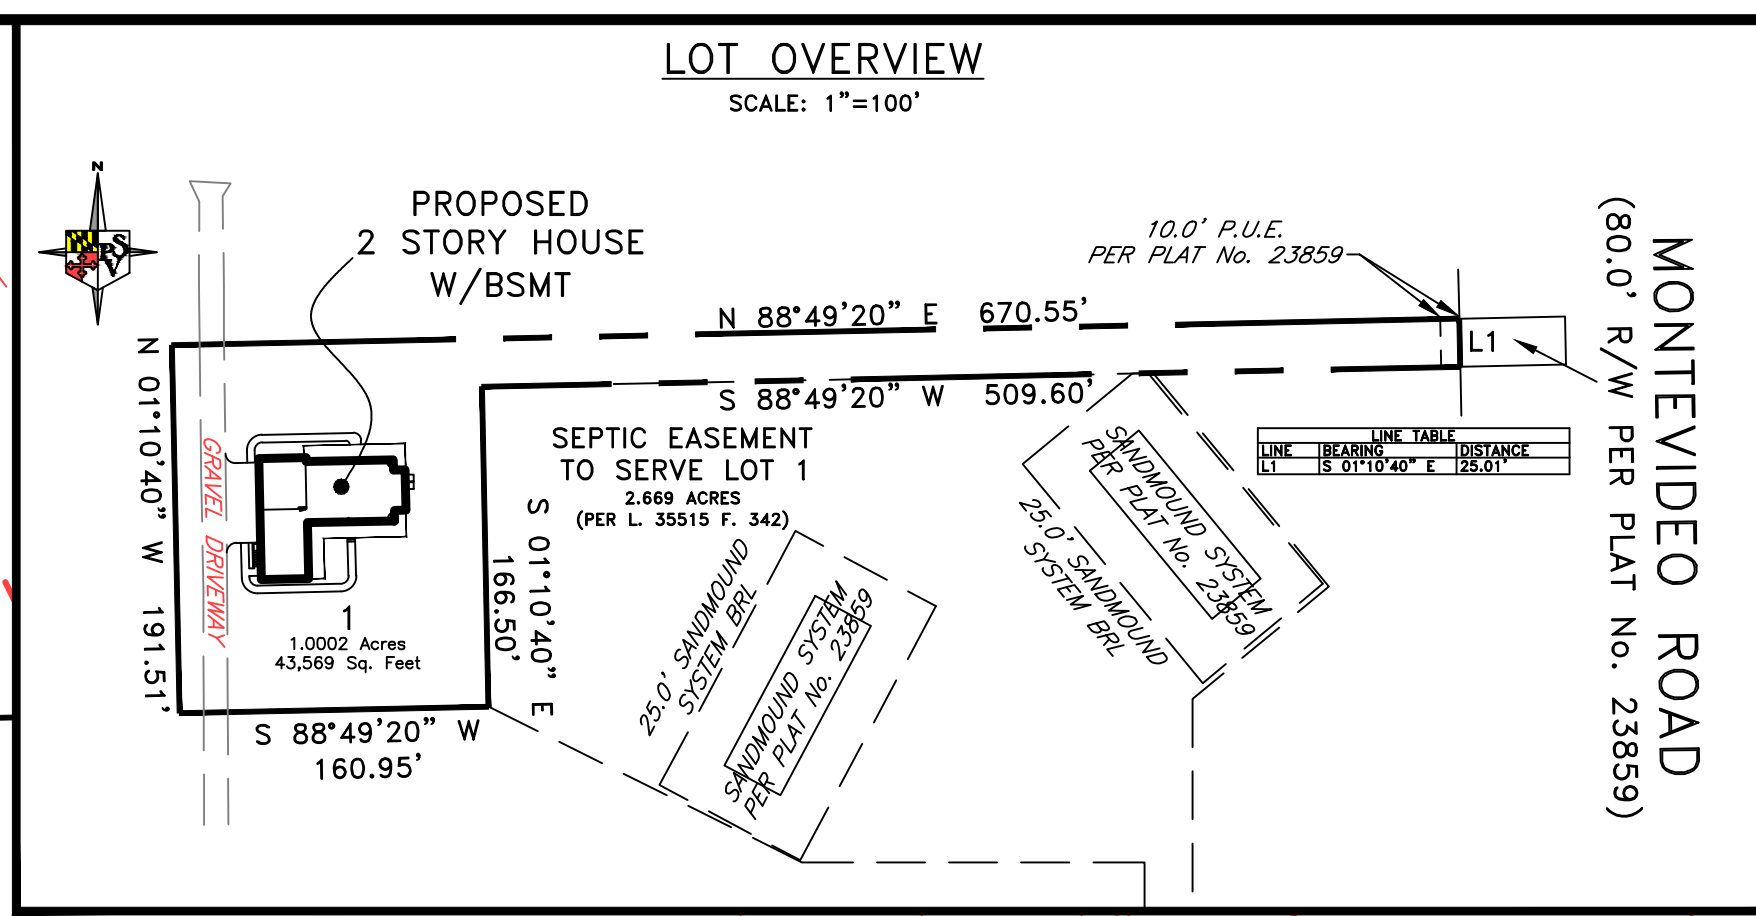 LOT OVERVIEW
SCALE: 1"=100'
N
PROPOSED
2 STORY HOUSE
W/BSMT
10.0' P.U.E.
PER PLAT No. 23859
N 88°49'20" E 670.55'
L1
S 88°49'20" W 509.60'
N 01°10'40" W 191.51'
GRAVEL DRIVEWAY
SEPTIC EASEMENT
TO SERVE LOT 1
2.669 ACRES
(PER L. 35515 F. 342)
S 01°10'40" E
166.50'
1
1.0002 Acres
43,569 Sq. Feet
S 88°49'20" W
160.95'
25.0' SANDMOUND
SYSTEM BRL
SANDMOUND SYSTEM
PER PLAT No. 23859
25.0' SANDMOUND
SYSTEM BRL
SANDMOUND SYSTEM
PER PLAT No. 23859
LINE TABLE
LINE BEARING DISTANCE
L1 S 01°10'40" E 25.01'
MONTEVIDEO ROAD
(80.0' R/W PER PLAT No. 23859)